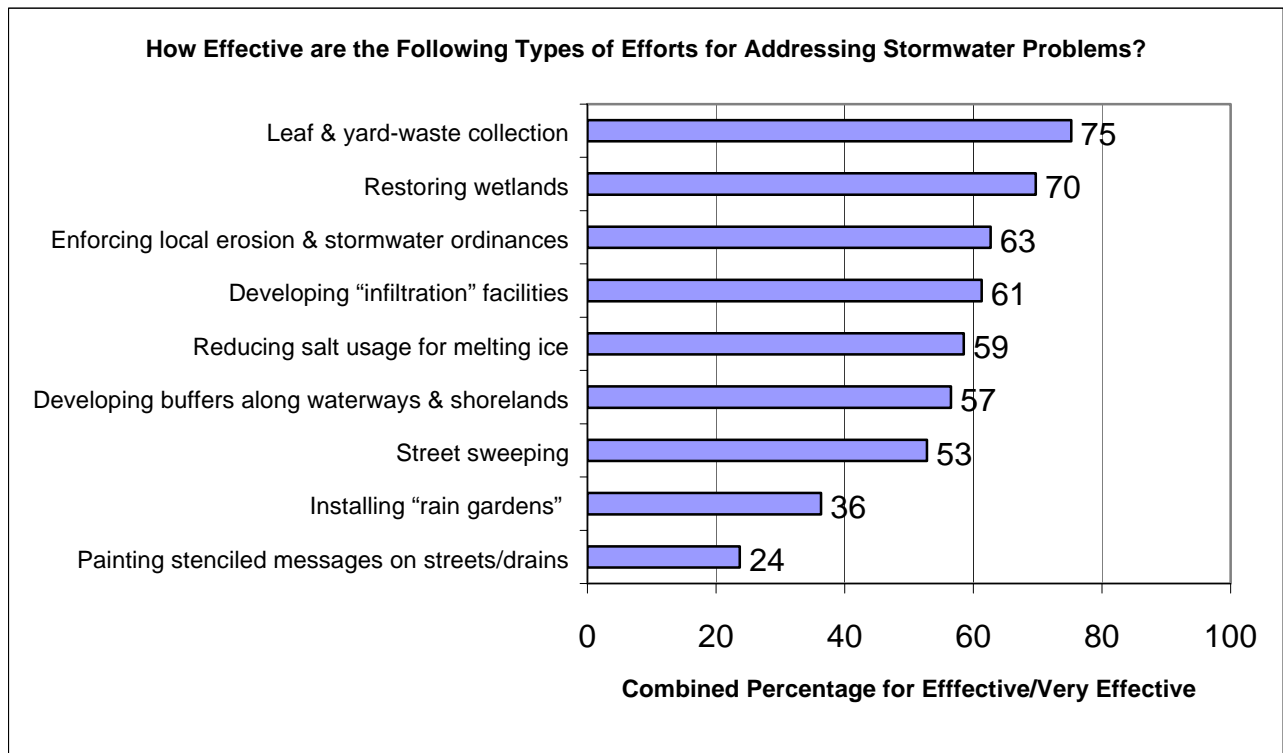 How Effective are the Following Types of Efforts for Addressing Stormwater Problems?
Leaf & yard-waste collection
75
Restoring wetlands
70
Enforcing local erosion & stormwater ordinances
63
Developing “infiltration” facilities
61
Reducing salt usage for melting ice
59
Developing buffers along waterways & shorelands
57
Street sweeping
53
Installing “rain gardens”
36
Painting stenciled messages on streets/drains
24
0 20 40 60 80 100
Combined Percentage for Efffective/Very Effective